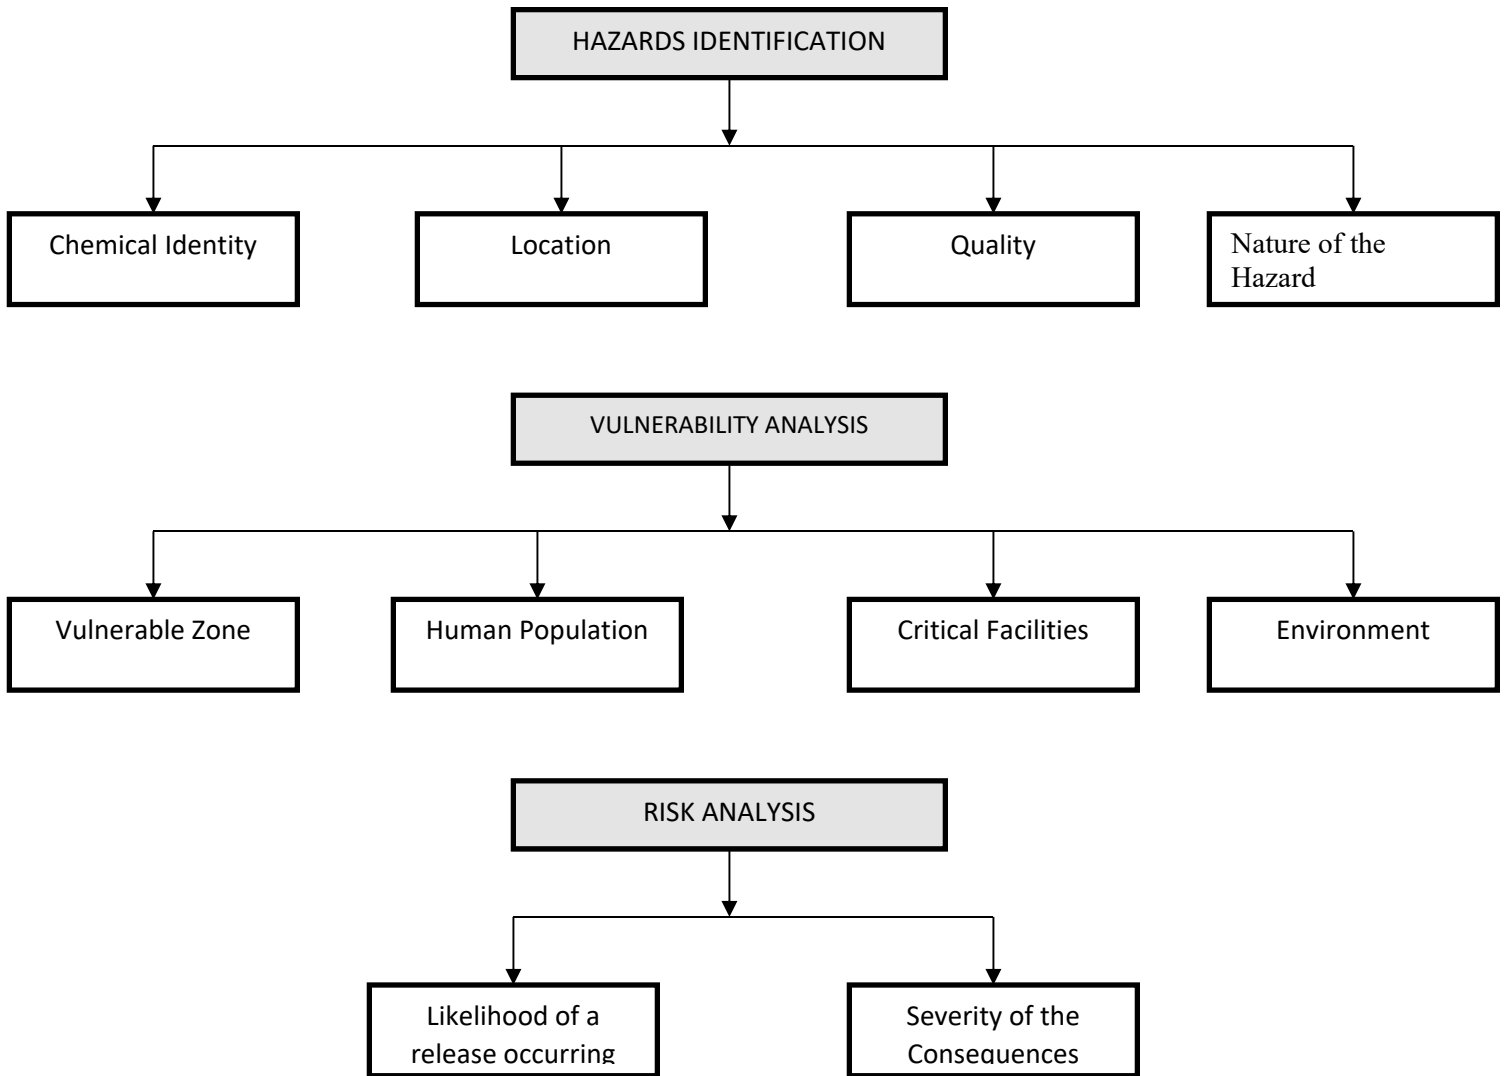 HAZARDS IDENTIFICATION
Chemical Identity
Location
Quality
Nature of the
Hazard
VULNERABILITY ANALYSIS
Vulnerable Zone
Human Population
Critical Facilities
Environment
RISK ANALYSIS
Likelihood of a
release occurring
Severity of the
Consequences